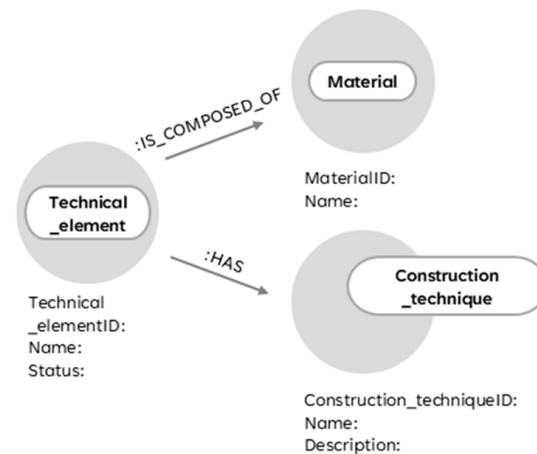 Material
:IS_COMPOSED_OF
MaterialID:
Name:
Technical
_element
:HAS
Technical
_elementID:
Name:
Status:
Construction
_technique
Construction_techniqueID:
Name:
Description: